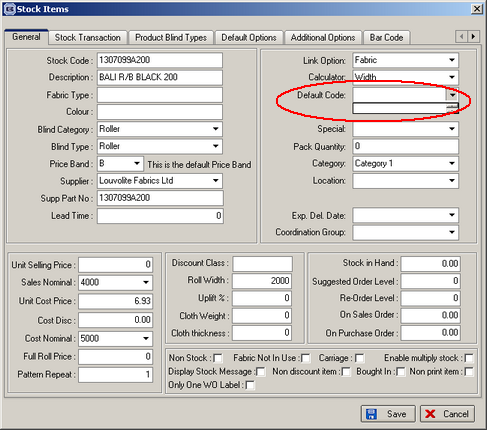 Stock Items
General Stock Transaction Product Blind Types Default Options Additional Options Bar Code
Stock Code : 1307099A200
Description : BALI R/B BLACK 200
Fabric Type :
Colour :
Blind Category : Roller
Blind Type : Roller
Price Band : B This is the default Price Band
Supplier : Louvolite Fabrics Ltd
Supp Part No : 1307099A200
Lead Time : 0
Link Option: Fabric
Calculator: Width
Default Code:
Special:
Pack Quantity: 0
Category: Category 1
Location:
Exp. Del. Date:
Coordination Group:
Unit Selling Price : 0
Sales Nominal : 4000
Unit Cost Price : 6.93
Cost Disc : 0.00
Cost Nominal : 5000
Full Roll Price : 0
Pattern Repeat : 1
Discount Class :
Roll Width : 2000
Uplift % : 0
Cloth Weight : 0
Cloth thickness : 0
Stock in Hand : 0.00
Suggested Order Level : 0
Re-Order Level : 0
On Sales Order : 0.00
On Purchase Order : 0.00
Non Stock : Fabric Not In Use : Carriage : Enable multiply stock :
Display Stock Message : Non discount item : Bought In : Non print item :
Only One WO Label :
Save Cancel